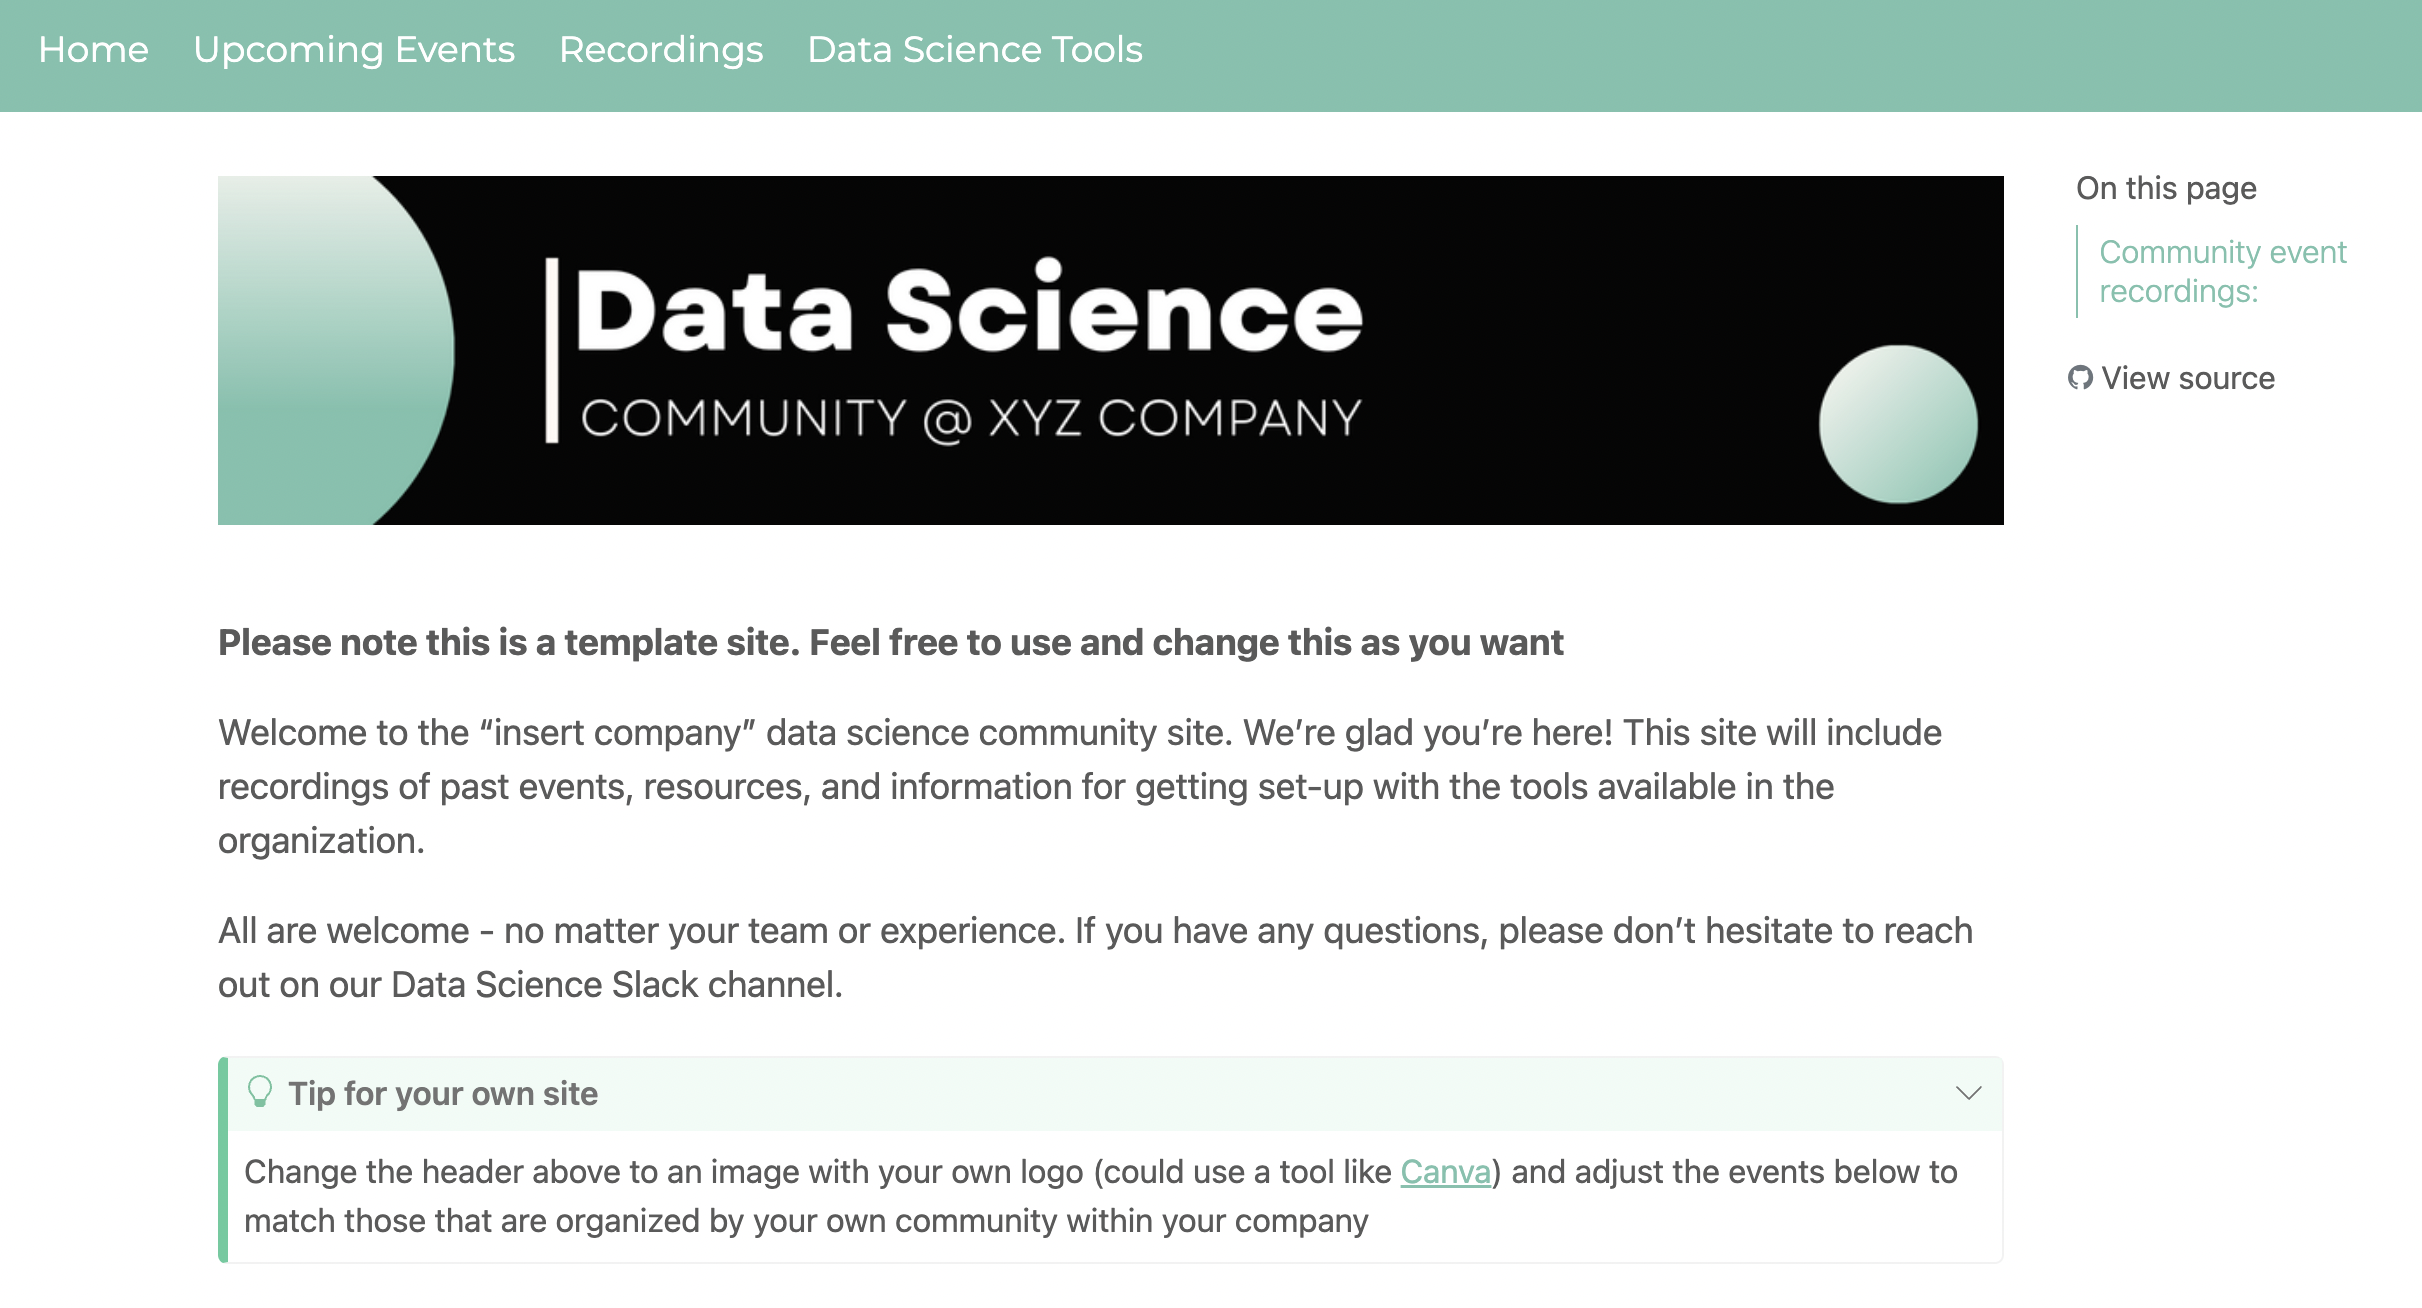 Home Upcoming Events Recordings Data Science Tools
Data Science
COMMUNITY @ XYZ COMPANY
On this page
Community event
recordings:
View source
Please note this is a template site. Feel free to use and change this as you want
Welcome to the “insert company” data science community site. We’re glad you’re here! This site will include
recordings of past events, resources, and information for getting set-up with the tools available in the
organization.
All are welcome - no matter your team or experience. If you have any questions, please don’t hesitate to reach
out on our Data Science Slack channel.
Tip for your own site
Change the header above to an image with your own logo (could use a tool like Canva) and adjust the events below to
match those that are organized by your own community within your company